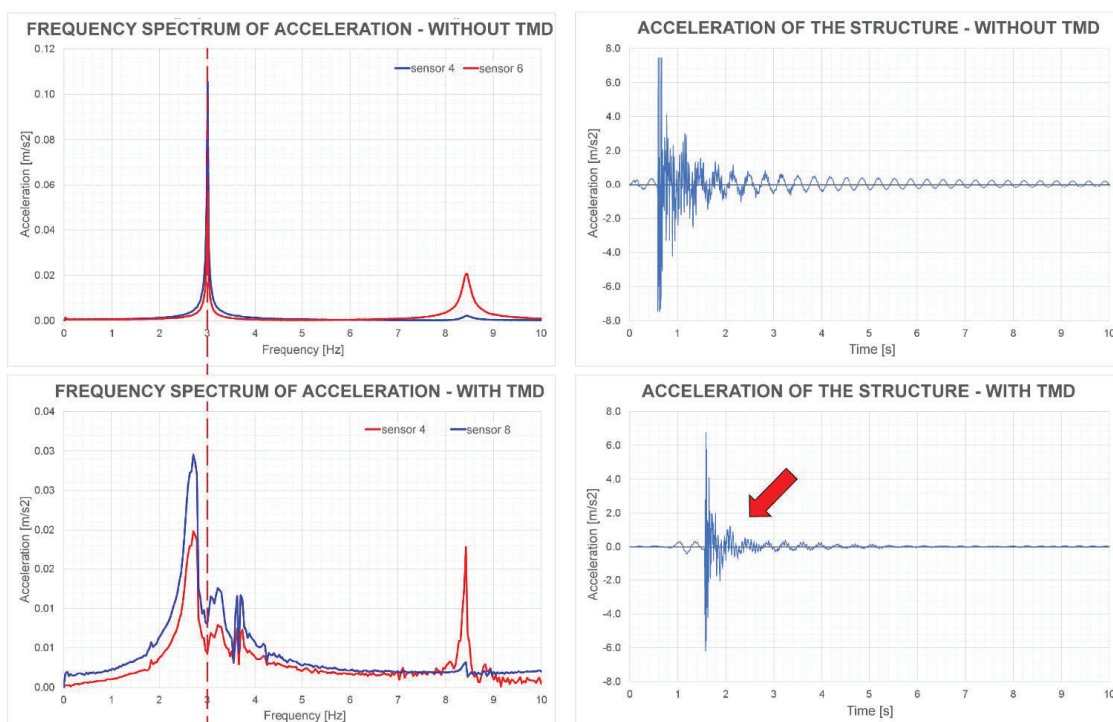 FREQUENCY SPECTRUM OF ACCELERATION - WITHOUT TMD
0.12
0.10
0.08
0.06
0.04
0.02
0.00
Acceleration [m/s2]
sensor 4 sensor 6
0 1 2 3 4 5 6 7 8 9 10
Frequency [Hz]
ACCELERATION OF THE STRUCTURE - WITHOUT TMD
8.0
6.0
4.0
2.0
0.0
-2.0
-4.0
-6.0
-8.0
Acceleration [m/s2]
0 1 2 3 4 5 6 7 8 9 10
Time [s]
FREQUENCY SPECTRUM OF ACCELERATION - WITH TMD
0.04
0.03
0.03
0.02
0.02
0.01
0.01
0.00
Acceleration [m/s2]
sensor 4 sensor 8
0 1 2 3 4 5 6 7 8 9 10
Frequency [Hz]
ACCELERATION OF THE STRUCTURE - WITH TMD
8.0
6.0
4.0
2.0
0.0
-2.0
-4.0
-6.0
-8.0
Acceleration [m/s2]
0 1 2 3 4 5 6 7 8 9 10
Time [s]